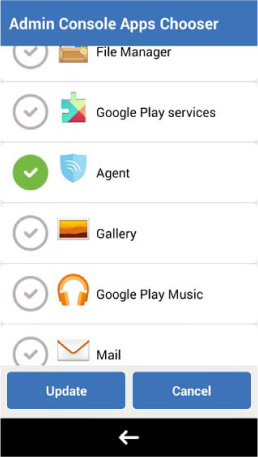 Admin Console Apps Chooser
File Manager
Google Play services
Agent
Gallery
Google Play Music
Mail
Update
Cancel